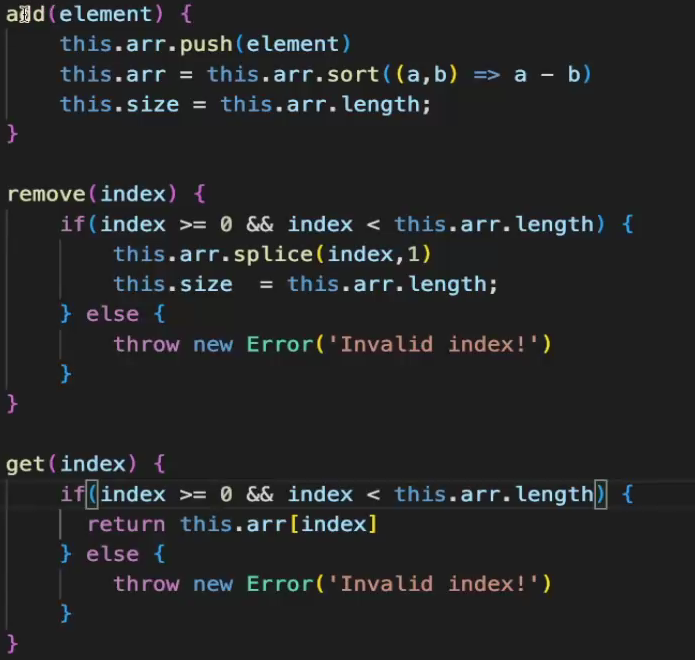 add(element) {
    this.arr.push(element)
    this.arr = this.arr.sort((a,b) => a - b)
    this.size = this.arr.length;
}
remove(index) {
    if(index >= 0 && index < this.arr.length) {
        this.arr.splice(index,1)
        this.size  = this.arr.length;
    } else {
        throw new Error('Invalid index!')
    }
}
get(index) {
    if(index >= 0 && index < this.arr.length) {
      return this.arr[index]
    } else {
        throw new Error('Invalid index!')
    }
}